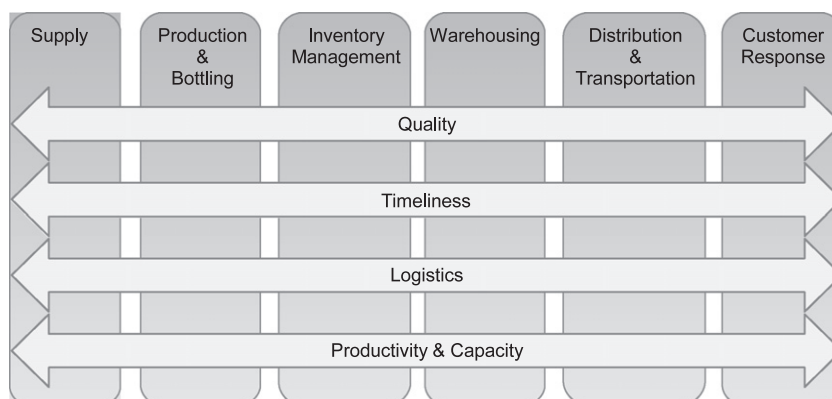 Supply
Production
&
Bottling
Inventory
Management
Warehousing
Distribution
&
Transportation
Customer
Response
Quality
Timeliness
Logistics
Productivity & Capacity